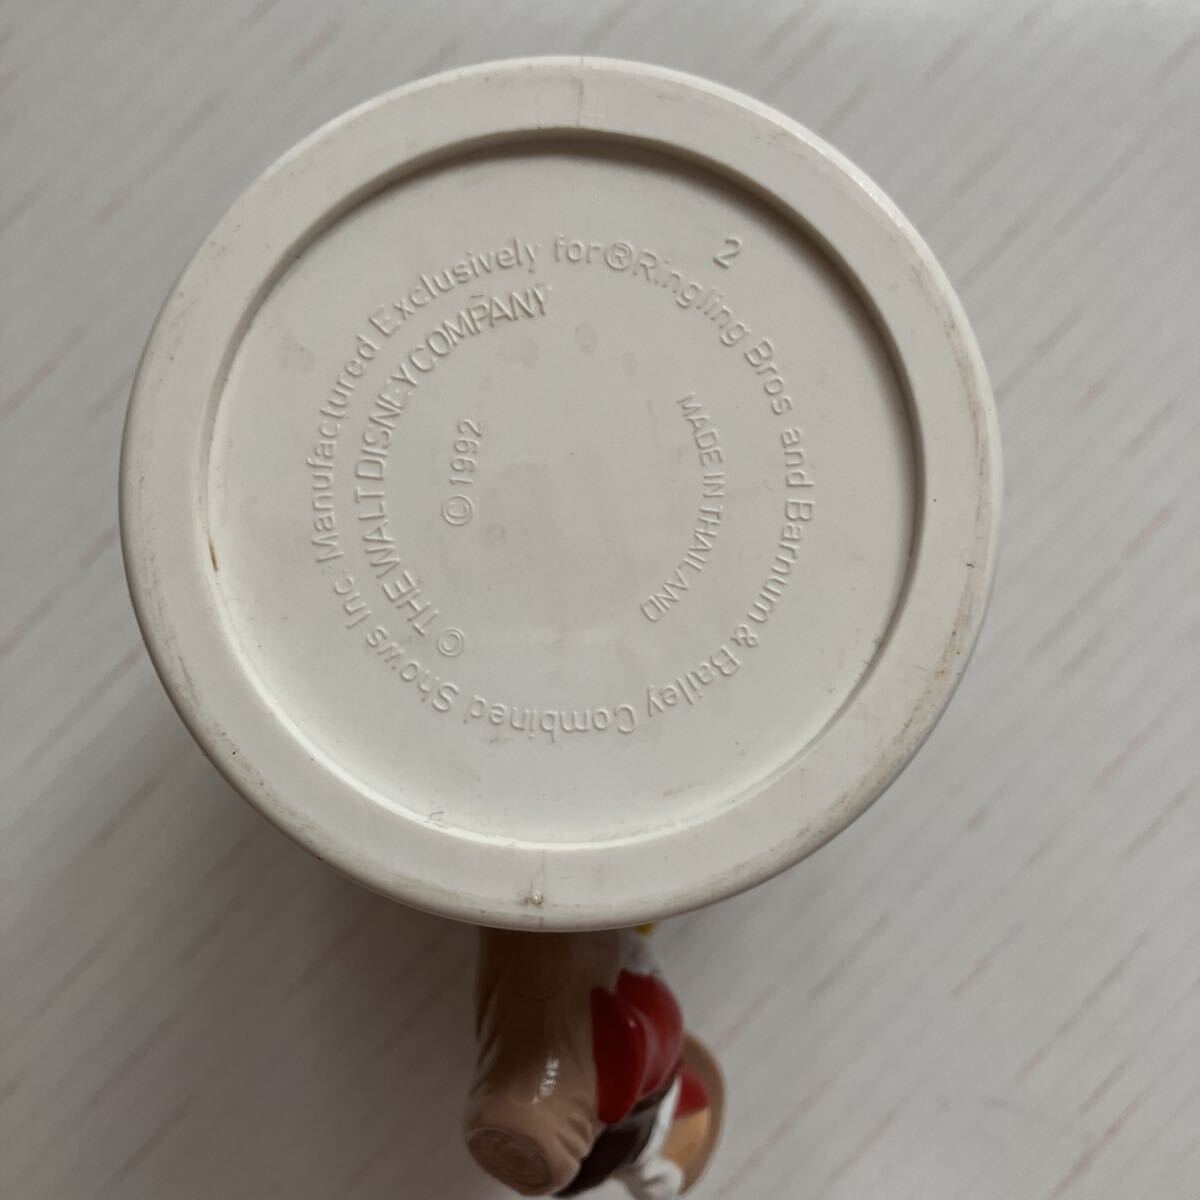 Manufactured Exclusively for ® Ringling Bros and Barnum & Bailey Combined Shows Inc.
© THE WALT DISNEY COMPANY
© 1992
MADE IN THAILAND
2